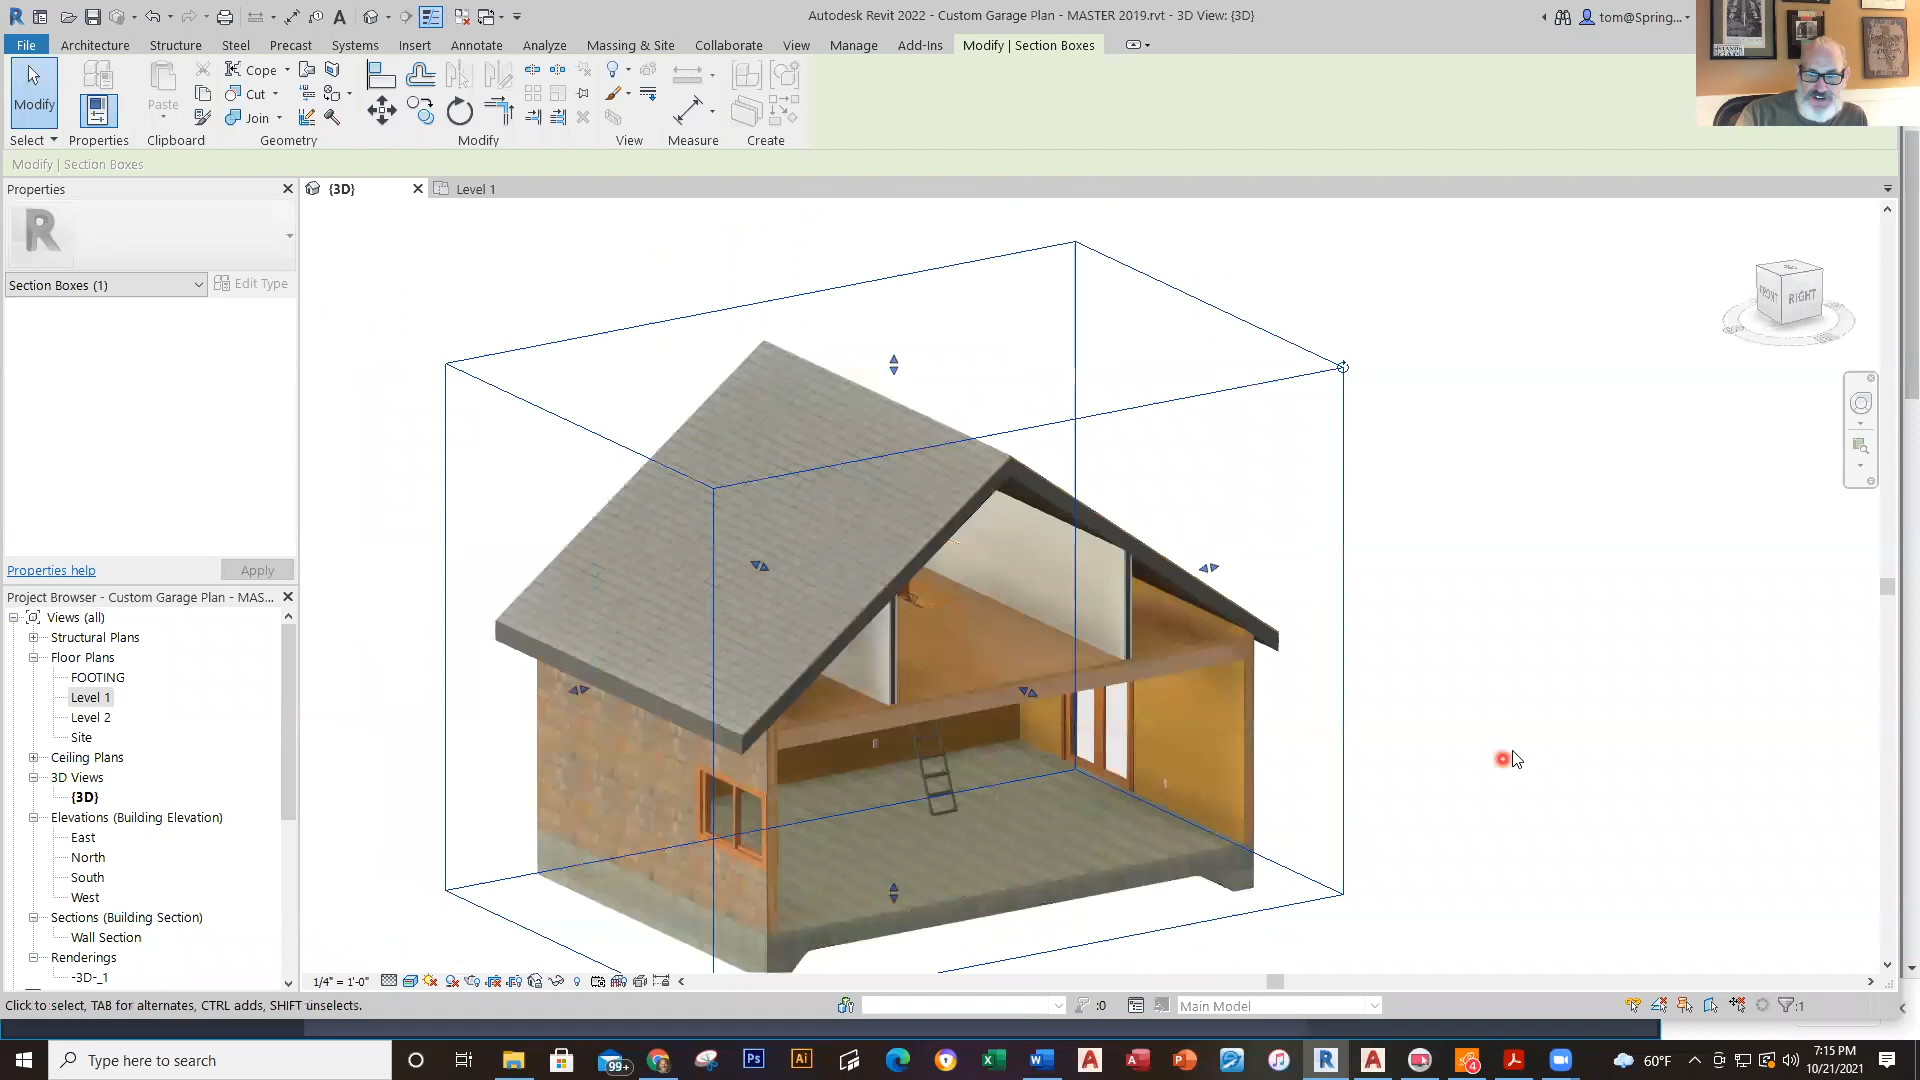 Autodesk Revit 2022 - Custom Garage Plan - MASTER 2019.rvt - 3D View: {3D}
tom@Spring...
File Architecture Structure Steel Precast Systems Insert Annotate Analyze Massing & Site Collaborate View Manage Add-Ins Modify | Section Boxes
Modify Paste Cope
Cut
Join
Select Properties Clipboard Geometry Modify View Measure Create
Modify | Section Boxes
Properties
{3D} Level 1
Section Boxes (1) Edit Type
FRONT RIGHT
Properties help Apply
Project Browser - Custom Garage Plan - MAS...
Views (all)
Structural Plans
Floor Plans
FOOTING
Level 1
Level 2
Site
Ceiling Plans
3D Views
{3D}
Elevations (Building Elevation)
East
North
South
West
Sections (Building Section)
Wall Section
Renderings
-3D-_1
1/4" = 1'-0"
Click to select, TAB for alternates, CTRL adds, SHIFT unselects.
:0 Main Model :1
Type here to search
99+
Ps Ai
4
60°F
7:15 PM
10/21/2021